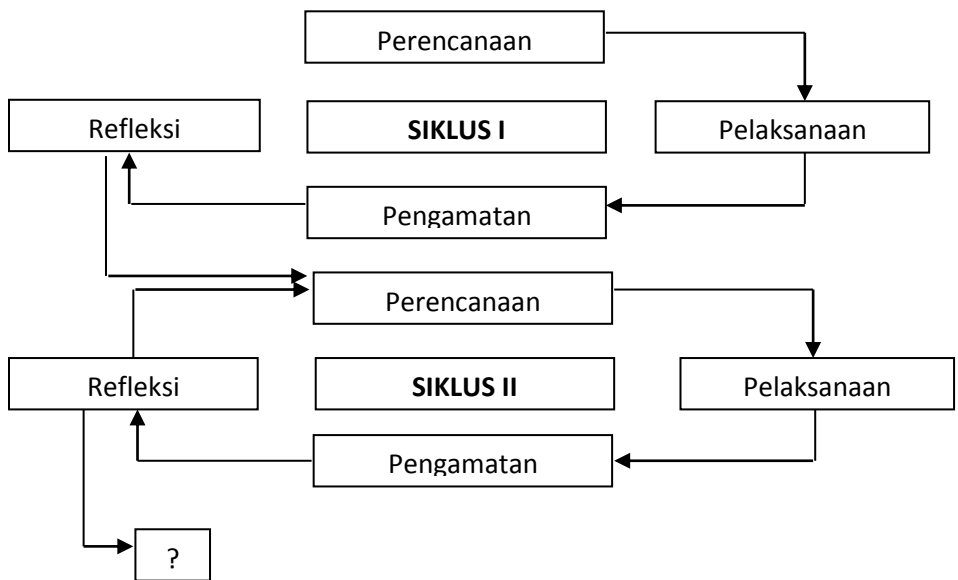 Perencanaan
Refleksi
SIKLUS I
Pelaksanaan
Pengamatan
Perencanaan
Refleksi
SIKLUS II
Pelaksanaan
Pengamatan
?